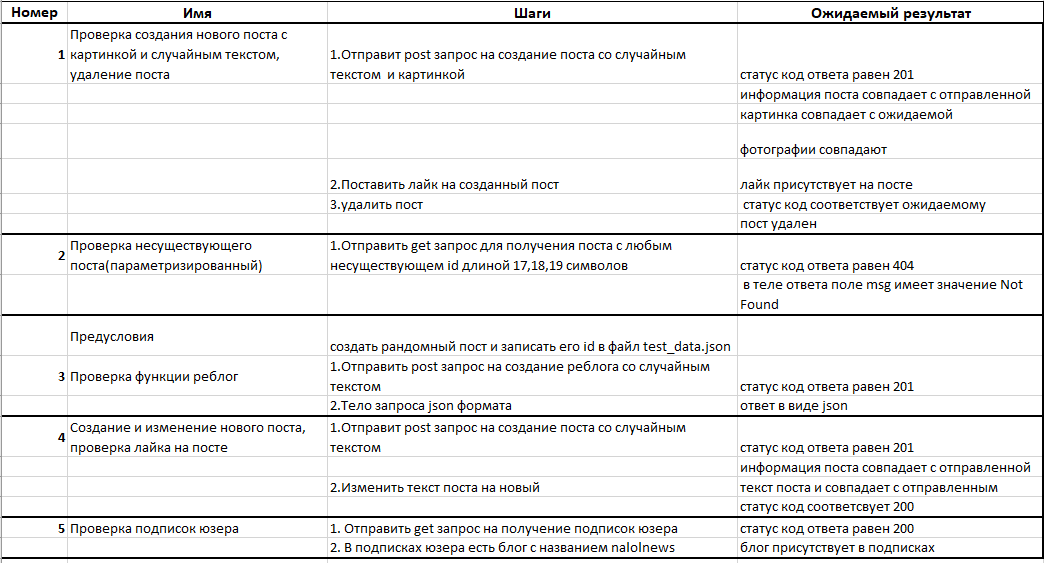 Номер Имя Шаги Ожидаемый результат
Проверка создания нового поста с
1 картинкой и случайным текстом, 1.Отправит post запрос на создание поста со случайным
удаление поста текстом и картинкой статус код ответа равен 201
информация поста совпадает с отправленной
картинка совпадает с ожидаемой
фотографии совпадают
2.Поставить лайк на созданный пост лайк присутствует на посте
3.удалить пост статус код соответствует ожидаемому
пост удален
2 Проверка несуществующего 1.Отправить get запрос для получения поста с любым
поста(параметризированный) несуществующем id длиной 17,18,19 символов статус код ответа равен 404
в теле ответа поле msg имеет значение Not
Found
Предусловия
создать рандомный пост и записать его id в файл test_data.json
3 Проверка функции реблог 1.Отправить post запрос на создание реблога со случайным
текстом статус код ответа равен 201
2.Тело запроса json формата ответ в виде json
4 Создание и изменение нового поста, 1.Отправит post запрос на создание поста со случайным
проверка лайка на посте текстом статус код ответа равен 201
информация поста совпадает с отправленной
2.Изменить текст поста на новый текст поста и совпадает с отправленным
статус код соответсвует 200
5 Проверка подписок юзера 1. Отправить get запрос на получение подписок юзера статус код ответа равен 200
2. В подписках юзера есть блог с названием nalolnews блог присутствует в подписках